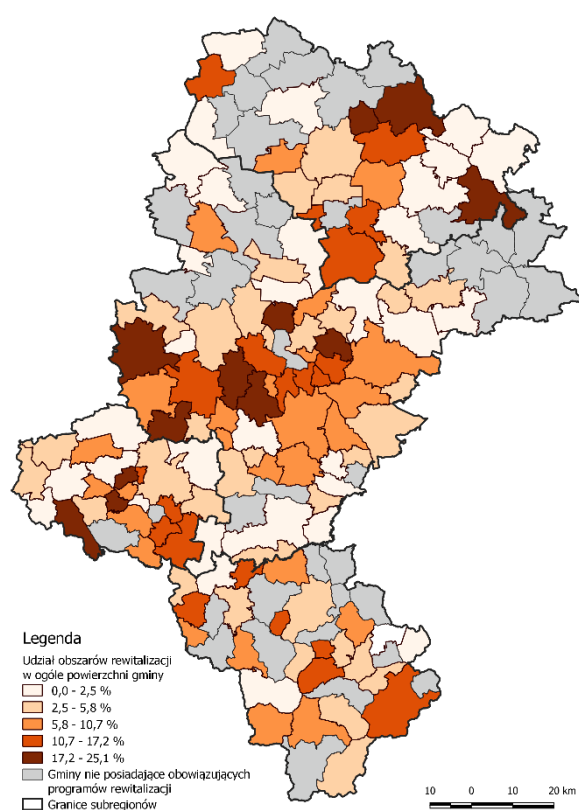 Legenda
Udział obszarów rewitalizacji
w ogóle powierzchni gminy
0,0 - 2,5 %
2,5 - 5,8 %
5,8 - 10,7 %
10,7 - 17,2 %
17,2 - 25,1 %
Gminy nie posiadające obowiązujących
programów rewitalizacji
Granice subregionów
10 0 10 20 km